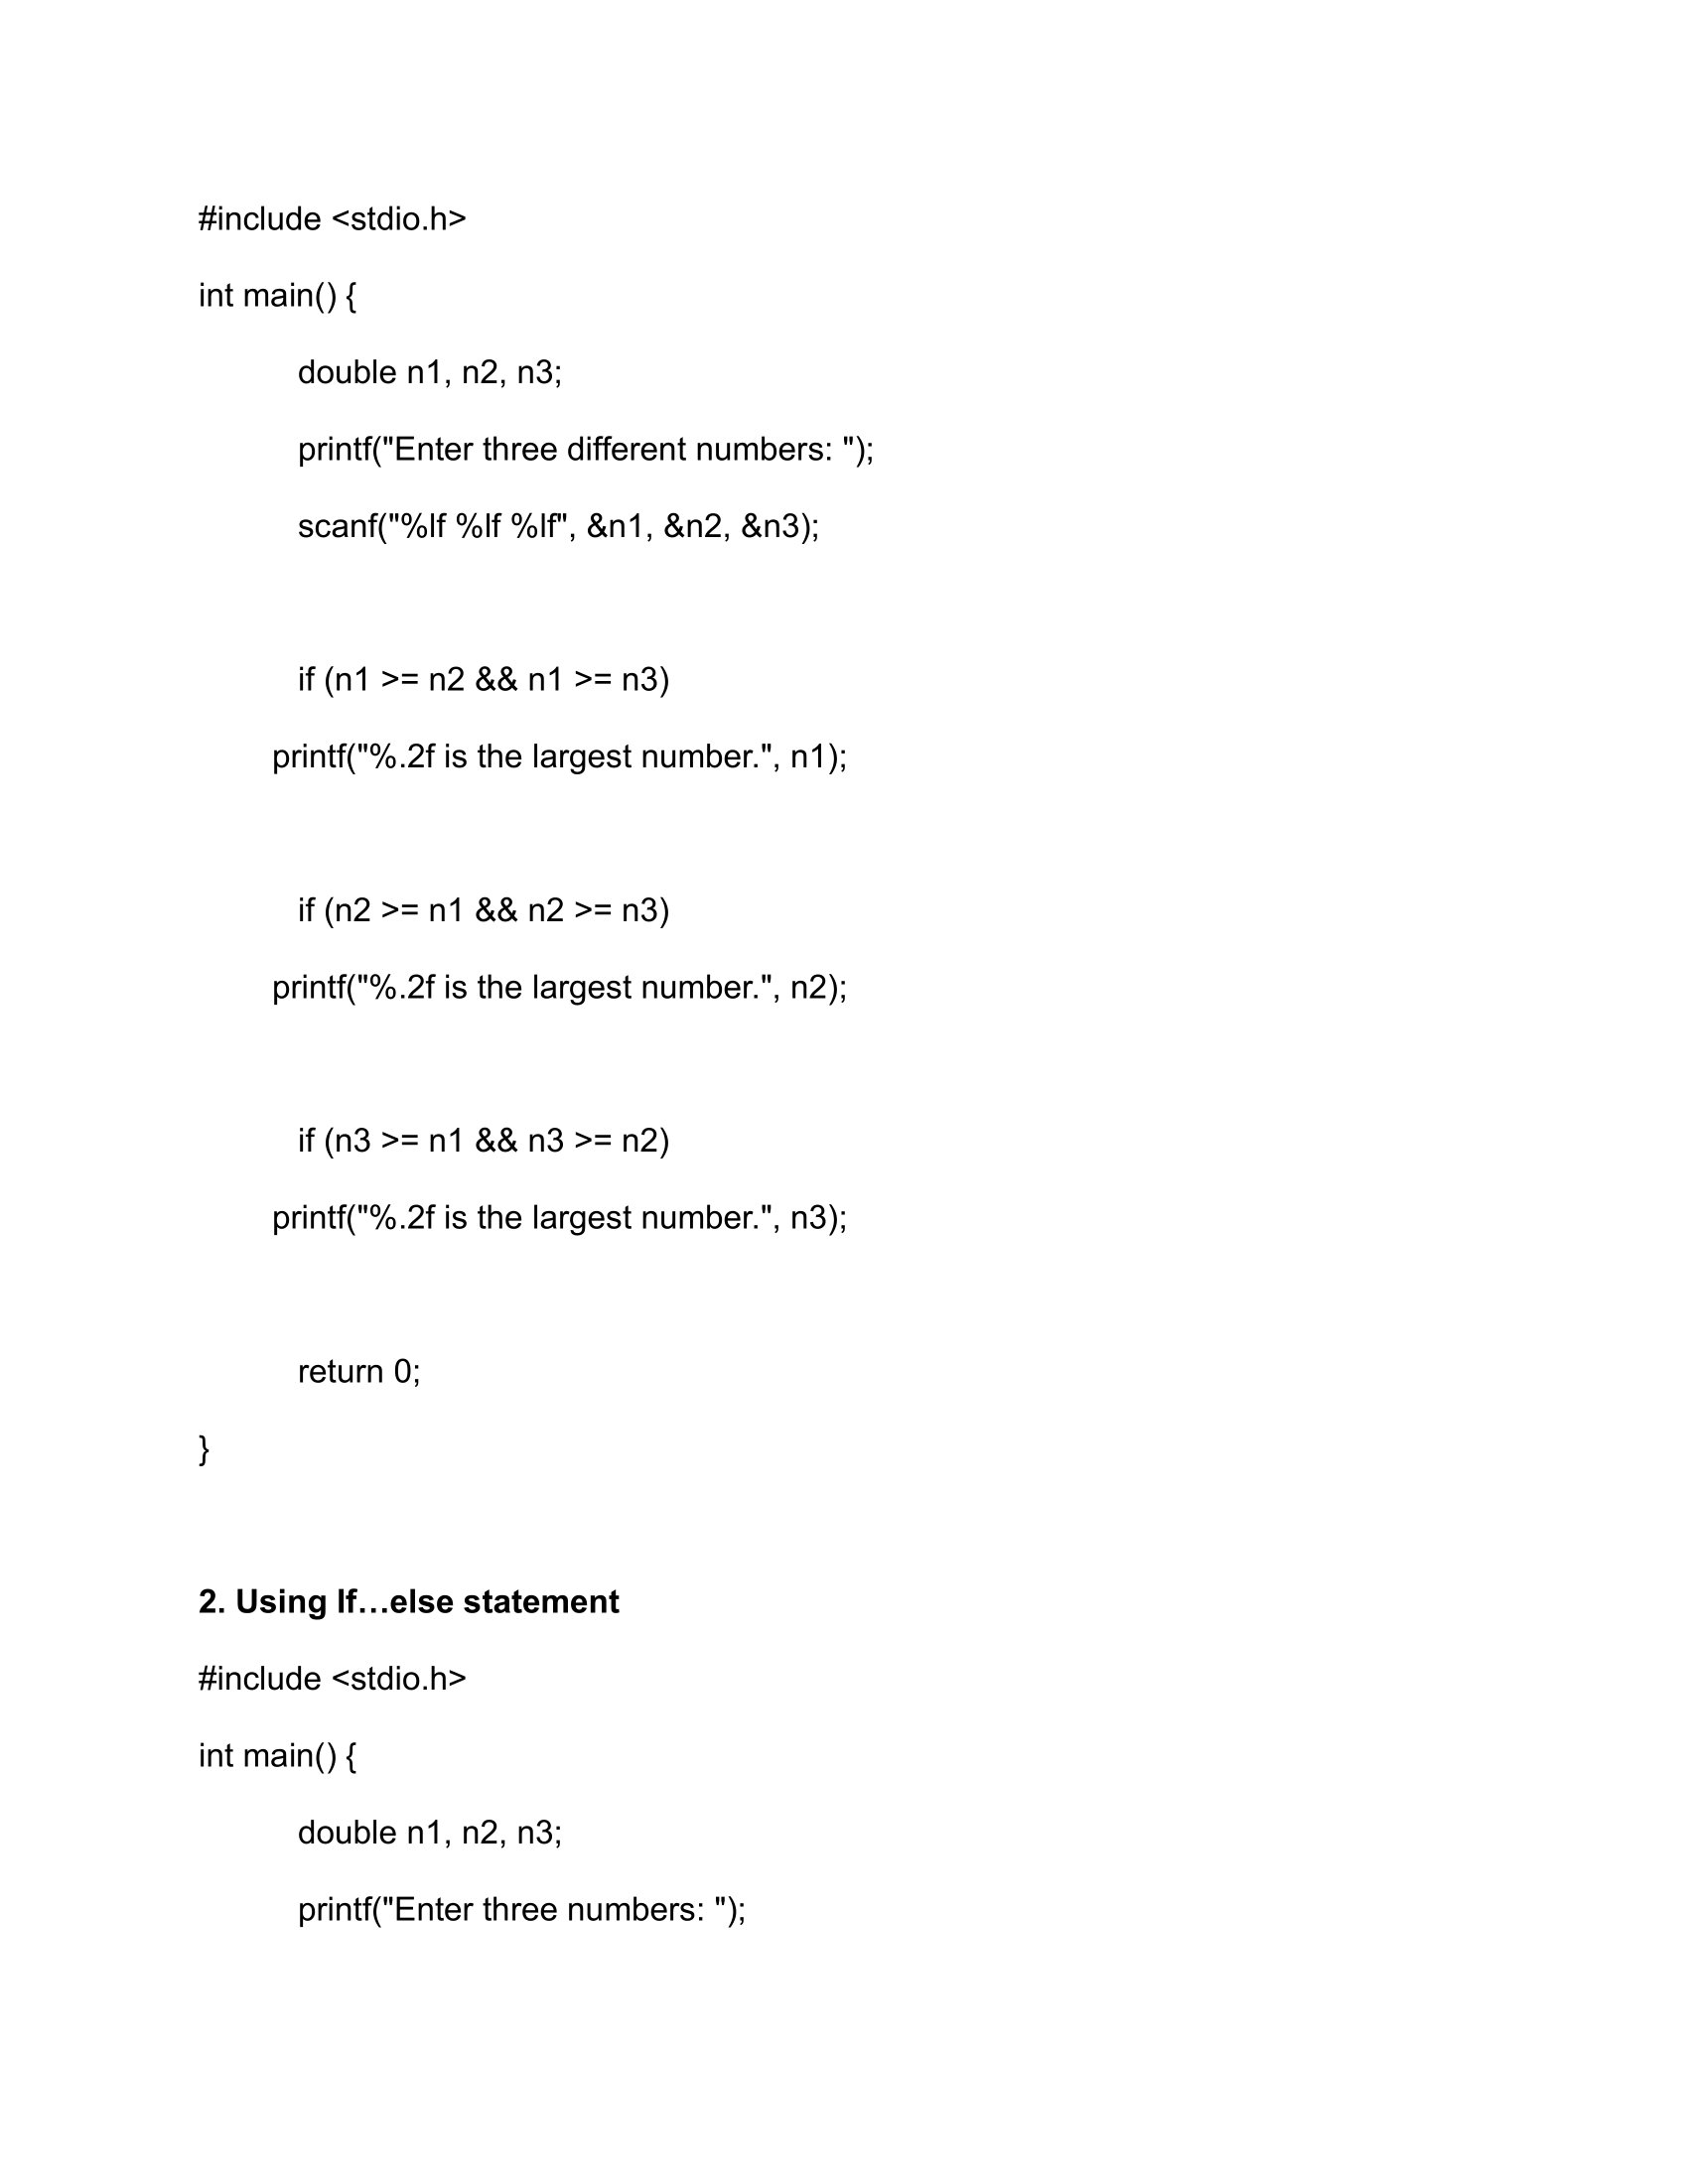 #include <stdio.h>
int main() {
double n1, n2, n3;
printf("Enter three different numbers: ");
scanf("%lf %lf %lf", &n1, &n2, &n3);
if (n1 >= n2 && n1 >= n3)
printf("%.2f is the largest number.", n1);
if (n2 >= n1 && n2 >= n3)
printf("%.2f is the largest number.", n2);
if (n3 >= n1 && n3 >= n2)
printf("%.2f is the largest number.", n3);
return 0;
}
2. Using If…else statement
#include <stdio.h>
int main() {
double n1, n2, n3;
printf("Enter three numbers: ");